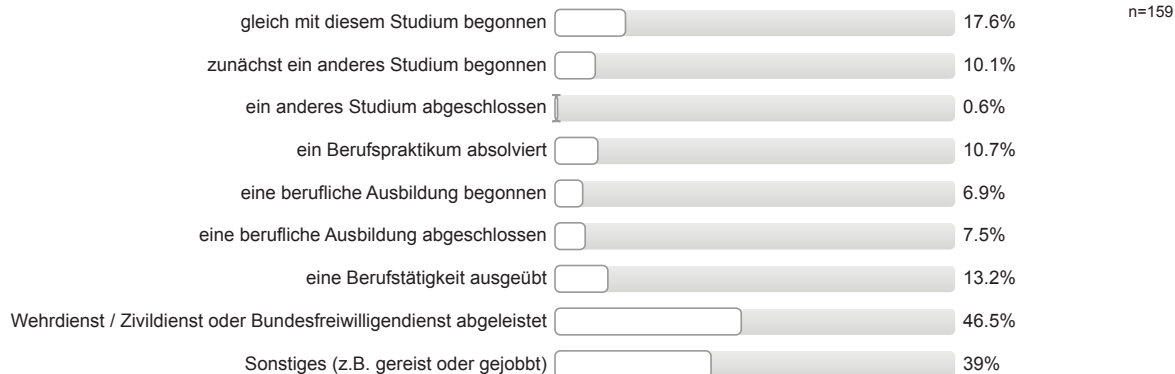 gleich mit diesem Studium begonnen 17.6% n=159
zunächst ein anderes Studium begonnen 10.1%
ein anderes Studium abgeschlossen 0.6%
ein Berufspraktikum absolviert 10.7%
eine berufliche Ausbildung begonnen 6.9%
eine berufliche Ausbildung abgeschlossen 7.5%
eine Berufstätigkeit ausgeübt 13.2%
Wehrdienst / Zivildienst oder Bundesfreiwilligendienst abgeleistet 46.5%
Sonstiges (z.B. gereist oder gejobbt) 39%